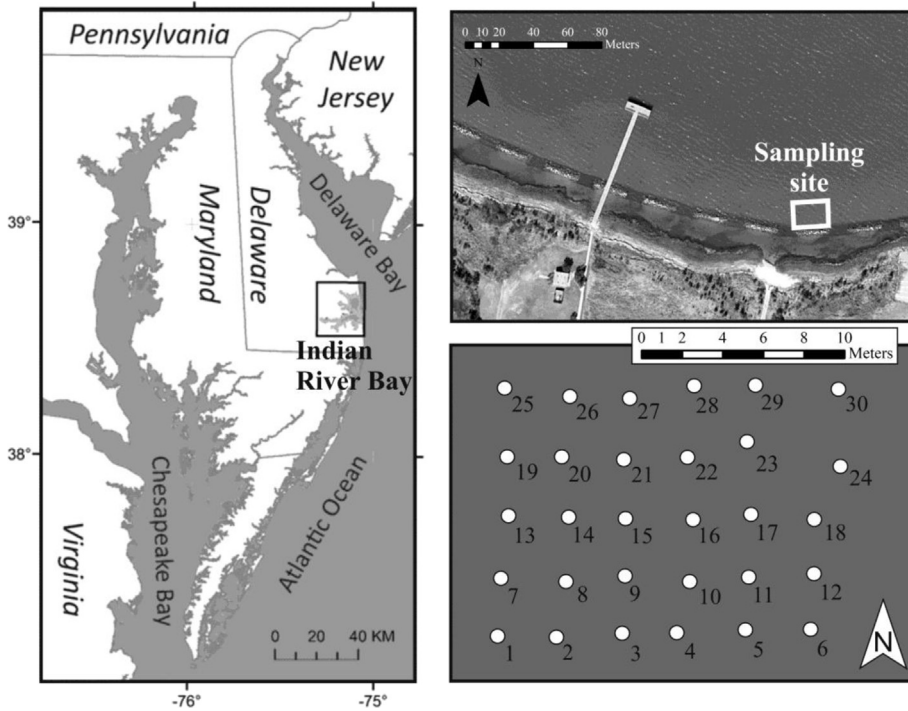 Pennsylvania
New
Jersey
Maryland
Delaware
Delaware Bay
39°
Indian
River Bay
38°
Chesapeake Bay
Atlantic Ocean
Virginia
0 20 40 KM
-76°
-75°
0 10 20 40 60 80
Meters
N
Sampling
site
0 1 2 4 6 8 10
Meters
25 26 27 28 29 30
19 20 21 22 23 24
13 14 15 16 17 18
7 8 9 10 11 12
1 2 3 4 5 6
N